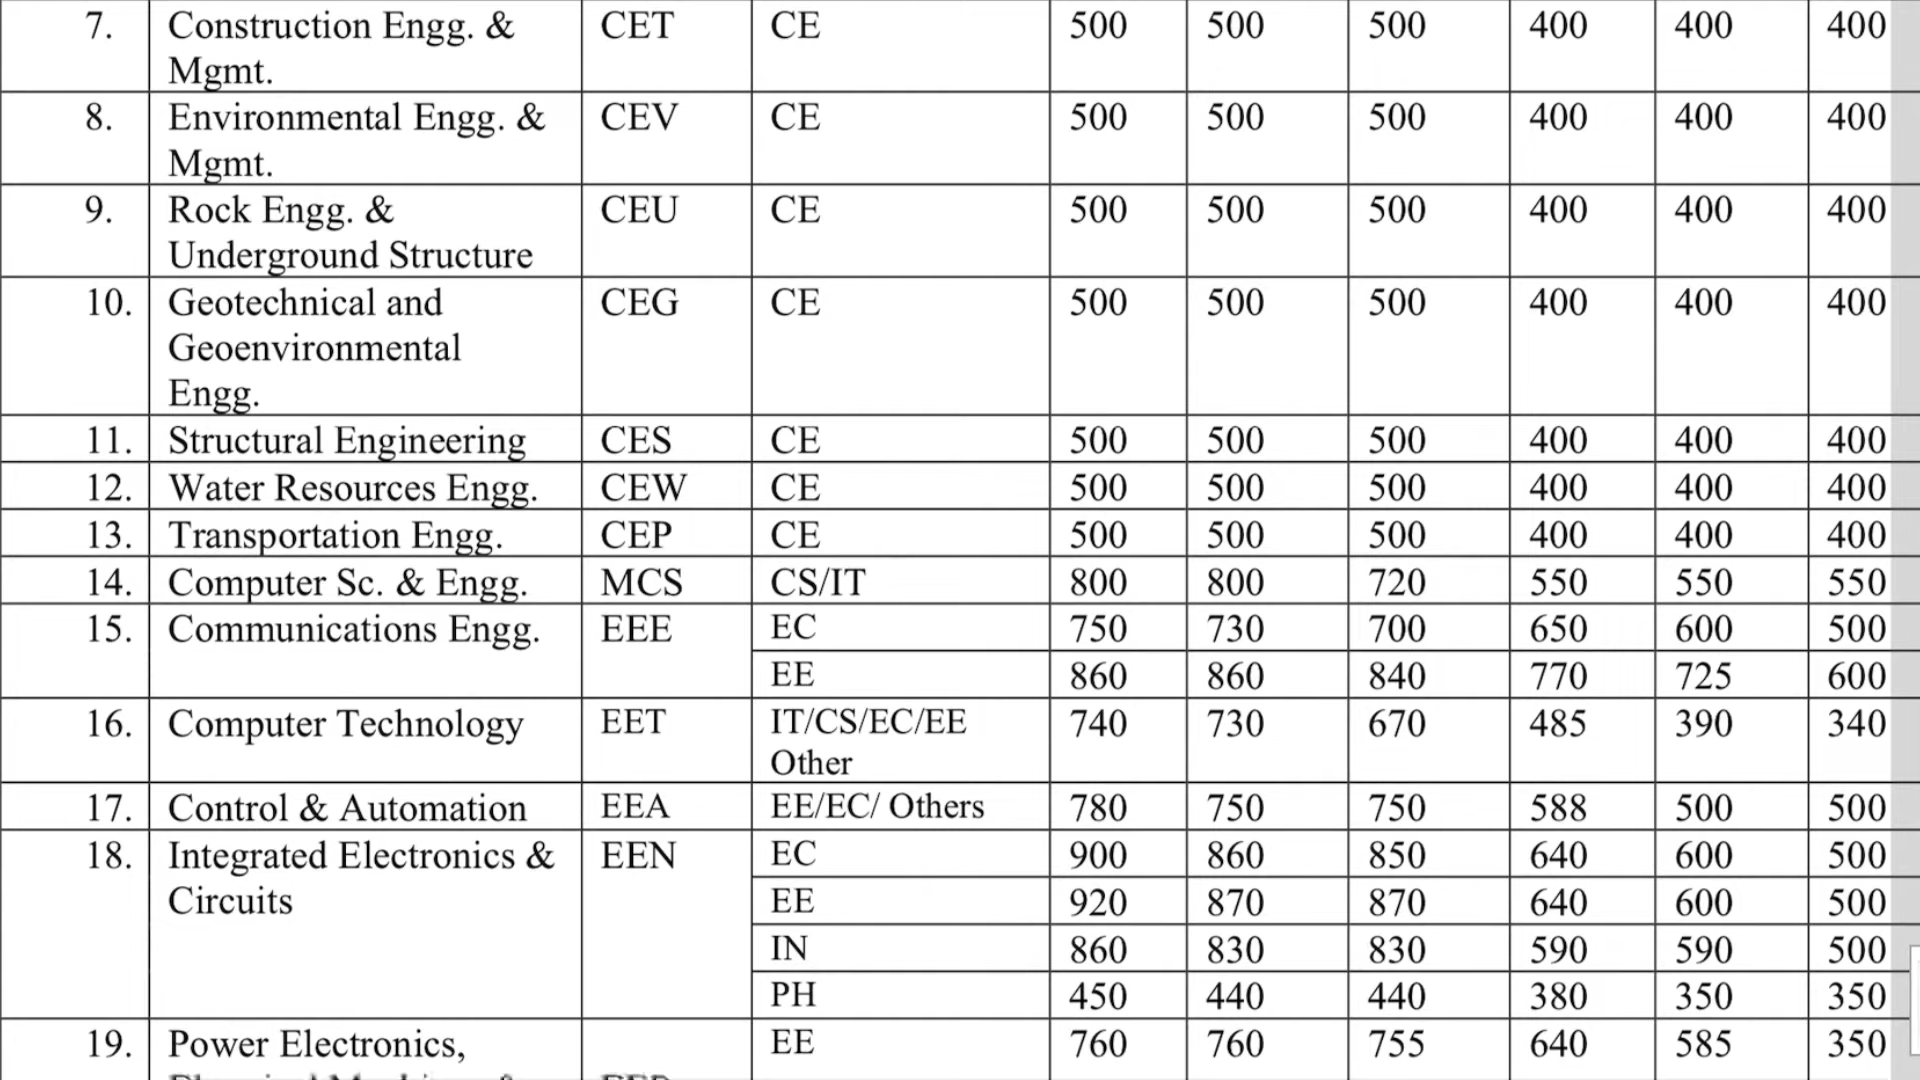 7. Construction Engg. & CET CE 500 500 500 400 400 400
Mgmt.
8. Environmental Engg. & CEV CE 500 500 500 400 400 400
Mgmt.
9. Rock Engg. & CEU CE 500 500 500 400 400 400
Underground Structure
10. Geotechnical and CEG CE 500 500 500 400 400 400
Geoenvironmental
Engg.
11. Structural Engineering CES CE 500 500 500 400 400 400
12. Water Resources Engg. CEW CE 500 500 500 400 400 400
13. Transportation Engg. CEP CE 500 500 500 400 400 400
14. Computer Sc. & Engg. MCS CS/IT 800 800 720 550 550 550
15. Communications Engg. EEE EC 750 730 700 650 600 500
EE 860 860 840 770 725 600
16. Computer Technology EET IT/CS/EC/EE 740 730 670 485 390 340
Other
17. Control & Automation EEA EE/EC/ Others 780 750 750 588 500 500
18. Integrated Electronics & EEN EC 900 860 850 640 600 500
Circuits
EE 920 870 870 640 600 500
IN 860 830 830 590 590 500
PH 450 440 440 380 350 350
19. Power Electronics, EE 760 760 755 640 585 350